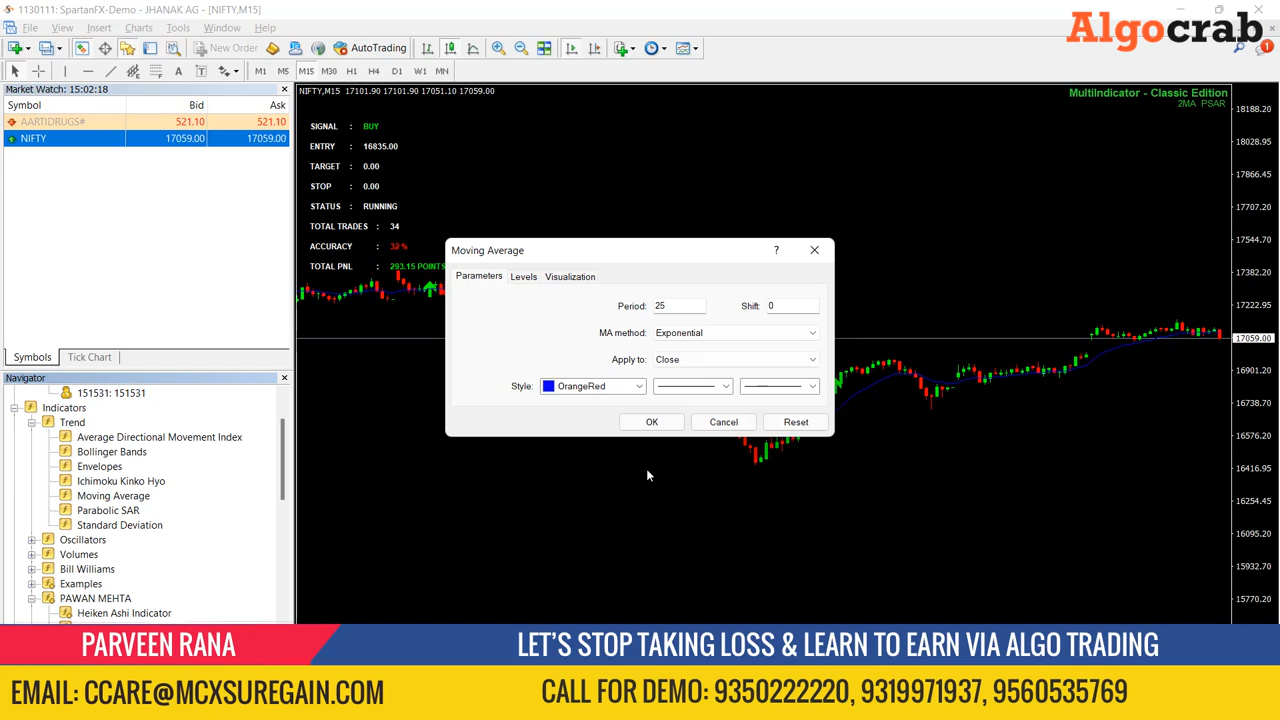 1130111: SpartanFX-Demo - JHANAK AG - [NIFTY,M15]
Algocrab
File View Insert Charts Tools Window Help
New Order AutoTrading 1
A T M1 M5 M15 M30 H1 H4 D1 W1 MN
Market Watch: 15:02:18
Symbol Bid Ask
AARTIDRUGS# 521.10 521.10
NIFTY 17059.00 17059.00
Symbols Tick Chart
Navigator
151531: 151531
Indicators
Trend
Average Directional Movement Index
Bollinger Bands
Envelopes
Ichimoku Kinko Hyo
Moving Average
Parabolic SAR
Standard Deviation
Oscillators
Volumes
Bill Williams
Examples
PAWAN MEHTA
Heiken Ashi Indicator
NIFTY,M15 17101.90 17101.90 17051.10 17059.00
MultiIndicator - Classic Edition
2MA PSAR
SIGNAL : BUY
ENTRY : 16835.00
TARGET : 0.00
STOP : 0.00
STATUS : RUNNING
TOTAL TRADES : 34
ACCURACY : 32 %
TOTAL PNL : 293.15 POINTS
Moving Average ?
Parameters Levels Visualization
Period: 25 Shift: 0
MA method: Exponential
Apply to: Close
Style: OrangeRed
OK Cancel Reset
18188.20
18028.95
17866.45
17707.20
17544.70
17382.20
17222.95
17059.00
16901.20
16738.70
16576.20
16416.95
16254.45
16095.20
15932.70
15770.20
PARVEEN RANA
LET'S STOP TAKING LOSS & LEARN TO EARN VIA ALGO TRADING
EMAIL: CCARE@MCXSUREGAIN.COM
CALL FOR DEMO: 9350222220, 9319971937, 9560535769